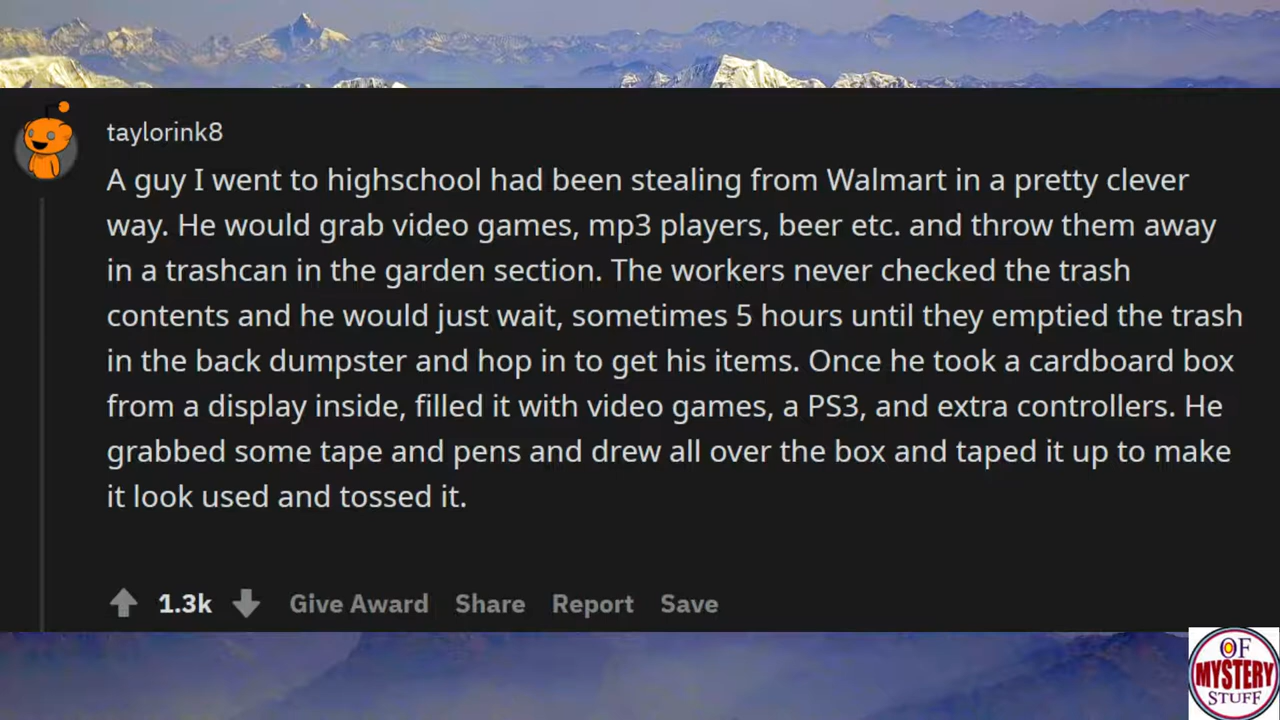 taylorink8
A guy I went to highschool had been stealing from Walmart in a pretty clever
way. He would grab video games, mp3 players, beer etc. and throw them away
in a trashcan in the garden section. The workers never checked the trash
contents and he would just wait, sometimes 5 hours until they emptied the trash
in the back dumpster and hop in to get his items. Once he took a cardboard box
from a display inside, filled it with video games, a PS3, and extra controllers. He
grabbed some tape and pens and drew all over the box and taped it up to make
it look used and tossed it.
1.3k Give Award Share Report Save
OF
MYSTERY
STUFF